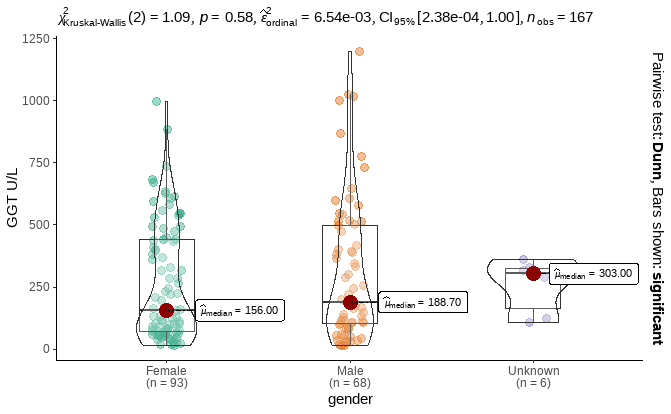 χ²Kruskal-Wallis (2) = 1.09, p = 0.58, ε̂²ordinal = 6.54e-03, CI95% [2.38e-04, 1.00], nobs = 167
1250
1000
750
500
250
0
GGT U/L
μ̂median = 156.00
μ̂median = 188.70
μ̂median = 303.00
Female
(n = 93)
Male
(n = 68)
Unknown
(n = 6)
gender
Pairwise test: Dunn, Bars shown: significant